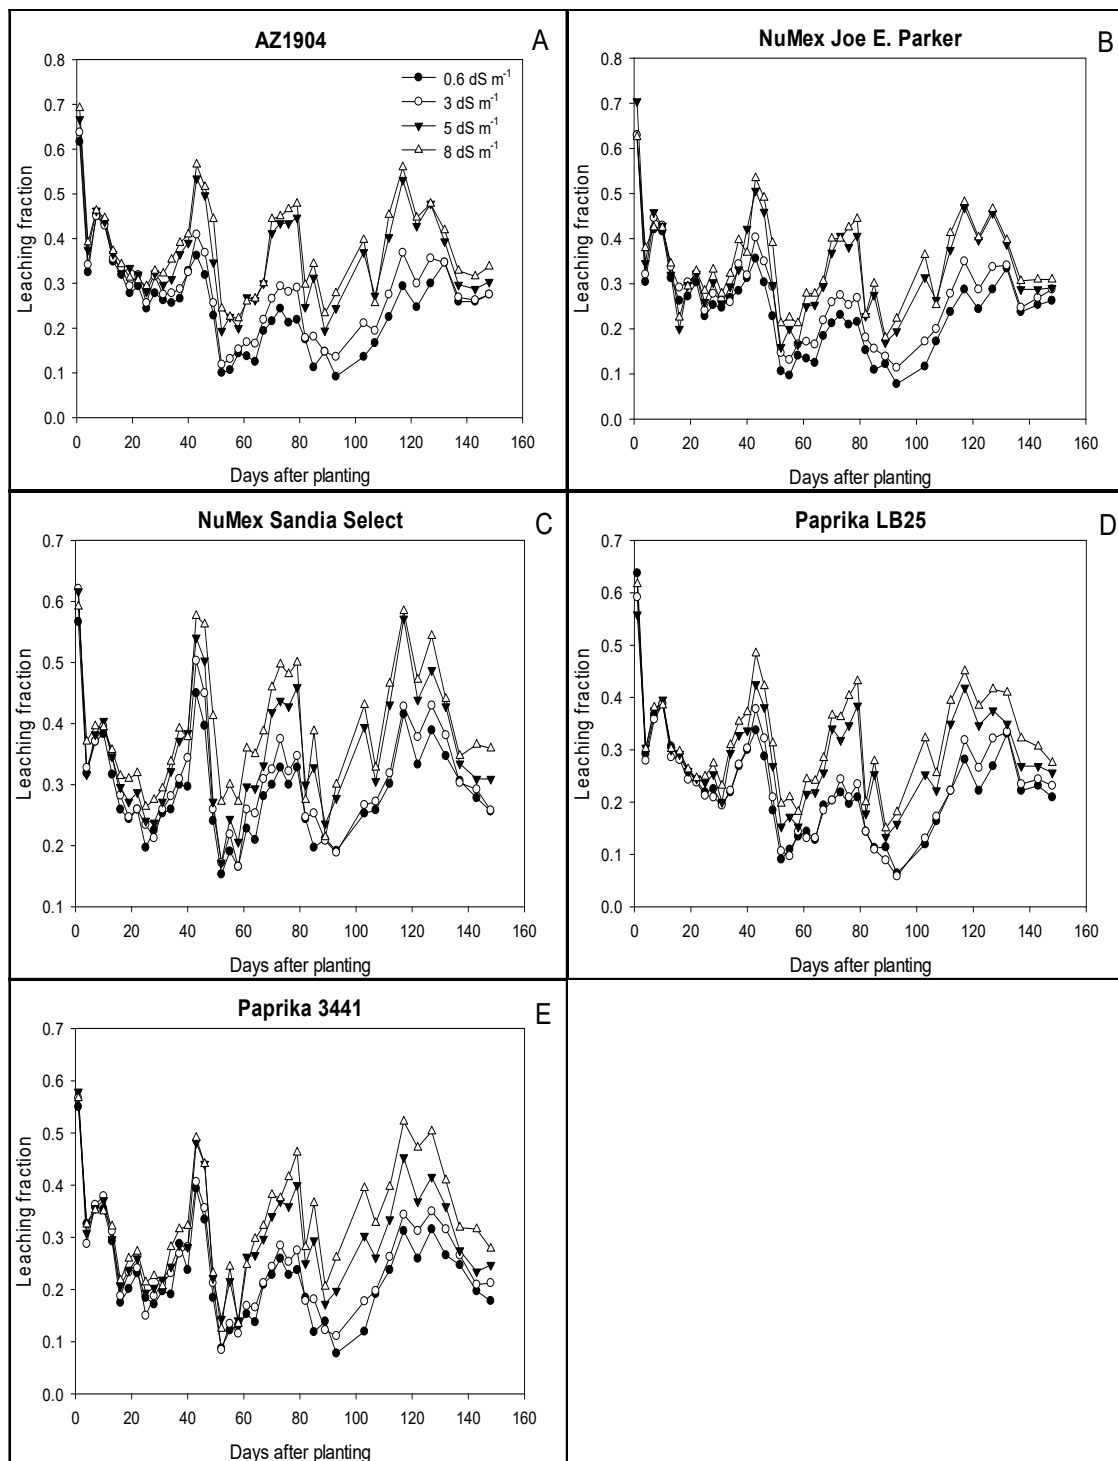 AZ1904 A
0.8
0.7
0.6
0.5
0.4
0.3
0.2
0.1
0.0
Leaching fraction
0.6 dS m-1
3 dS m-1
5 dS m-1
8 dS m-1
0 20 40 60 80 100 120 140 160
Days after planting
NuMex Joe E. Parker B
0.8
0.7
0.6
0.5
0.4
0.3
0.2
0.1
0.0
Leaching fraction
0 20 40 60 80 100 120 140 160
Days after planting
NuMex Sandia Select C
0.7
0.6
0.5
0.4
0.3
0.2
0.1
Leaching fraction
0 20 40 60 80 100 120 140 160
Days after planting
Paprika LB25 D
0.7
0.6
0.5
0.4
0.3
0.2
0.1
0.0
Leaching fraction
0 20 40 60 80 100 120 140 160
Days after planting
Paprika 3441 E
0.7
0.6
0.5
0.4
0.3
0.2
0.1
0.0
Leaching fraction
0 20 40 60 80 100 120 140 160
Days after planting